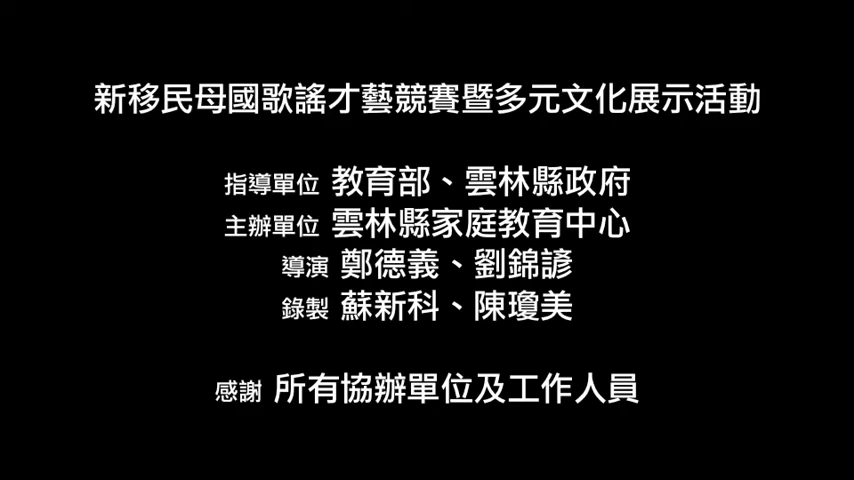 新移民母國歌謠才藝競賽暨多元文化展示活動
指導單位 教育部、雲林縣政府
主辦單位 雲林縣家庭教育中心
導演 鄭德義、劉錦諺
錄製 蘇新科、陳瓊美
感謝 所有協辦單位及工作人員